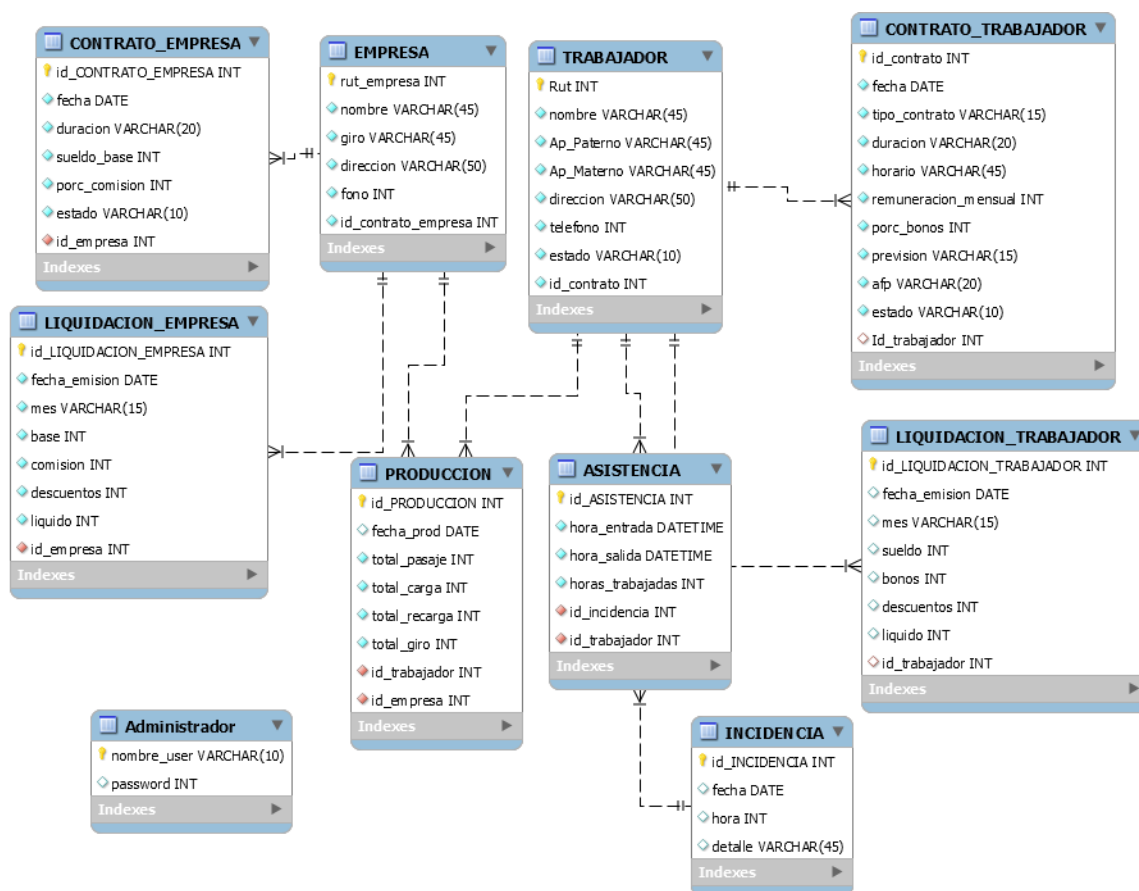 CONTRATO_EMPRESA
id_CONTRATO_EMPRESA INT
fecha DATE
duracion VARCHAR(20)
sueldo_base INT
porc_comision INT
estado VARCHAR(10)
id_empresa INT
Indexes
EMPRESA
rut_empresa INT
nombre VARCHAR(45)
giro VARCHAR(45)
direccion VARCHAR(50)
fono INT
id_contrato_empresa INT
Indexes
TRABAJADOR
Rut INT
nombre VARCHAR(45)
Ap_Paterno VARCHAR(45)
Ap_Materno VARCHAR(45)
direccion VARCHAR(50)
telefono INT
estado VARCHAR(10)
id_contrato INT
Indexes
CONTRATO_TRABAJADOR
id_contrato INT
fecha DATE
tipo_contrato VARCHAR(15)
duracion VARCHAR(20)
horario VARCHAR(45)
remuneracion_mensual INT
porc_bonos INT
prevision VARCHAR(15)
afp VARCHAR(20)
estado VARCHAR(10)
Id_trabajador INT
Indexes
LIQUIDACION_EMPRESA
id_LIQUIDACION_EMPRESA INT
fecha_emision DATE
mes VARCHAR(15)
base INT
comision INT
descuentos INT
liquido INT
id_empresa INT
Indexes
PRODUCCION
id_PRODUCCION INT
fecha_prod DATE
total_pasaje INT
total_carga INT
total_recarga INT
total_giro INT
id_trabajador INT
id_empresa INT
Indexes
ASISTENCIA
id_ASISTENCIA INT
hora_entrada DATETIME
hora_salida DATETIME
horas_trabajadas INT
id_incidencia INT
id_trabajador INT
Indexes
LIQUIDACION_TRABAJADOR
id_LIQUIDACION_TRABAJADOR INT
fecha_emision DATE
mes VARCHAR(15)
sueldo INT
bonos INT
descuentos INT
liquido INT
id_trabajador INT
Indexes
Administrador
nombre_user VARCHAR(10)
password INT
Indexes
INCIDENCIA
id_INCIDENCIA INT
fecha DATE
hora INT
detalle VARCHAR(45)
Indexes